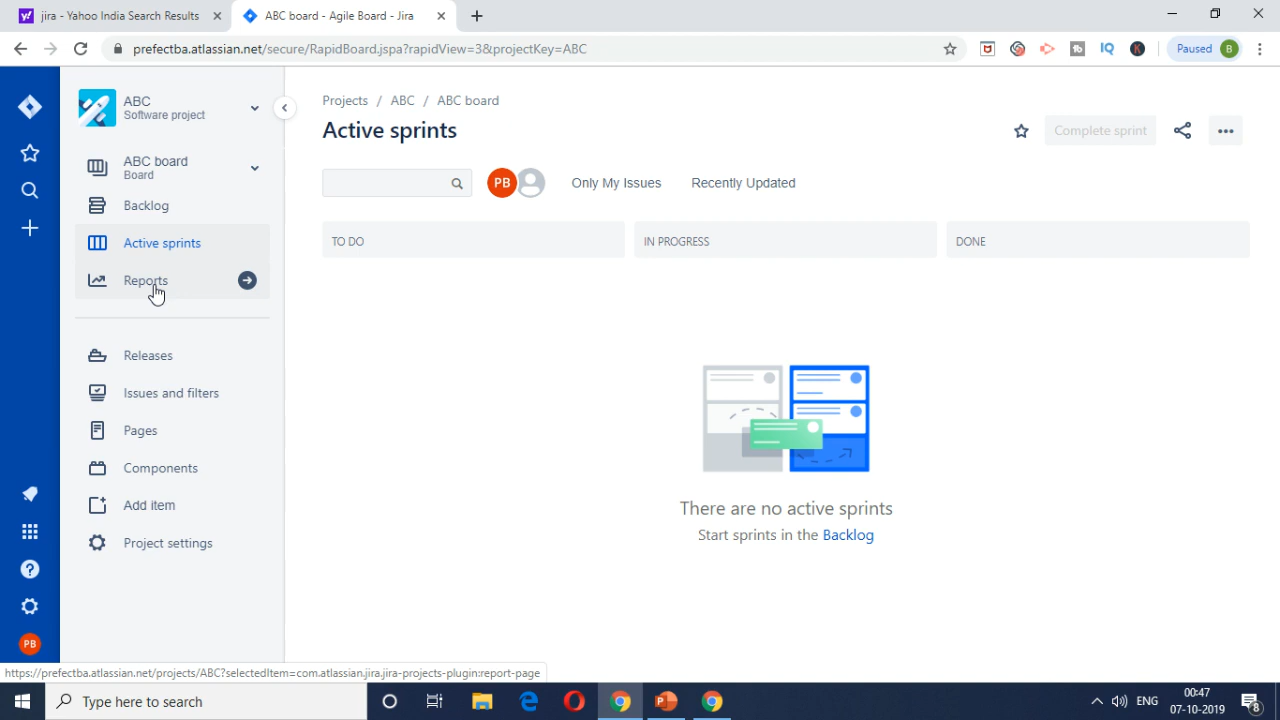 jira - Yahoo India Search Results
ABC board - Agile Board - Jira
prefectba.atlassian.net/secure/RapidBoard.jspa?rapidView=3&projectKey=ABC
Paused B
ABC
Software project
ABC board
Board
Backlog
Active sprints
Reports
Releases
Issues and filters
Pages
Components
Add item
Project settings
PB
Projects / ABC / ABC board
Active sprints
Complete sprint
PB
Only My Issues
Recently Updated
TO DO
IN PROGRESS
DONE
There are no active sprints
Start sprints in the Backlog
https://prefectba.atlassian.net/projects/ABC?selectedItem=com.atlassian.jira.jira-projects-plugin:report-page
Type here to search
ENG
00:47
07-10-2019
8